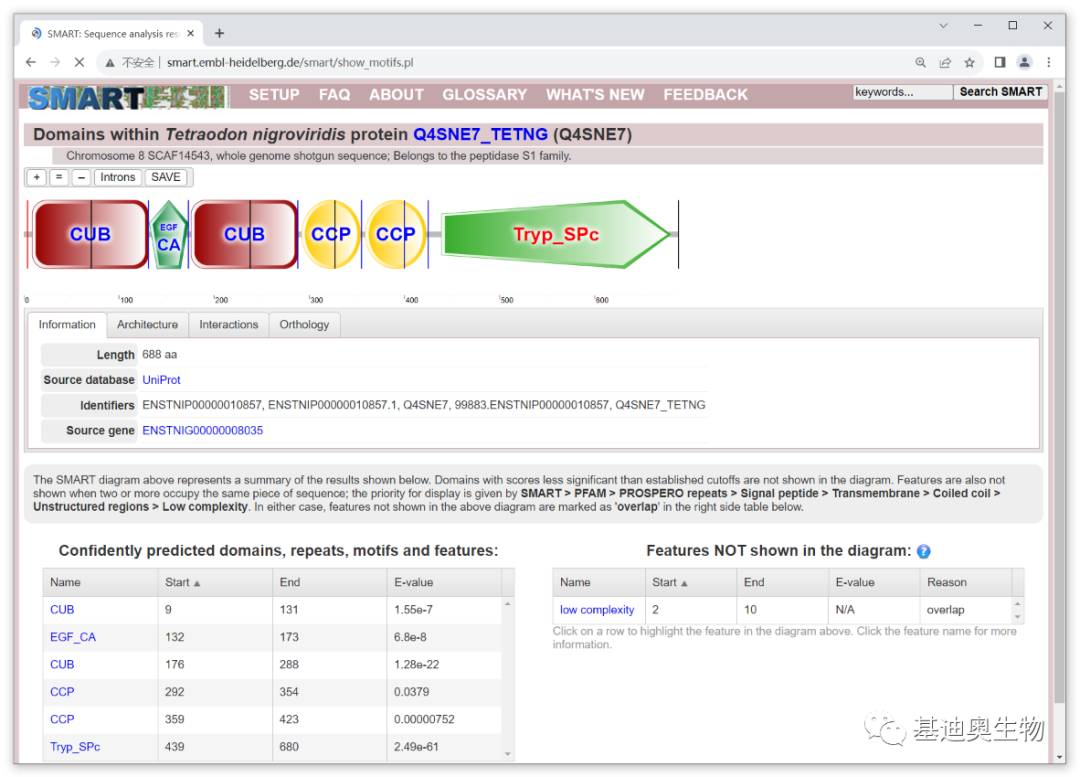 SMART: Sequence analysis res
不安全 | smart.embl-heidelberg.de/smart/show_motifs.pl
SMART SETUP FAQ ABOUT GLOSSARY WHAT'S NEW FEEDBACK keywords... Search SMART
Domains within Tetraodon nigroviridis protein Q4SNE7_TETNG (Q4SNE7)
Chromosome 8 SCAF14543, whole genome shotgun sequence; Belongs to the peptidase S1 family.
+ = – Introns SAVE
CUB EGF CA CUB CCP CCP Tryp_SPc
0 100 200 300 400 500 600
Information Architecture Interactions Orthology
Length 688 aa
Source database UniProt
Identifiers ENSTNIP00000010857, ENSTNIP00000010857.1, Q4SNE7, 99883.ENSTNIP00000010857, Q4SNE7_TETNG
Source gene ENSTNIG00000008035
The SMART diagram above represents a summary of the results shown below. Domains with scores less significant than established cutoffs are not shown in the diagram. Features are also not
shown when two or more occupy the same piece of sequence; the priority for display is given by SMART > PFAM > PROSPERO repeats > Signal peptide > Transmembrane > Coiled coil >
Unstructured regions > Low complexity. In either case, features not shown in the above diagram are marked as 'overlap' in the right side table below.
Confidently predicted domains, repeats, motifs and features:
Name Start ▲ End E-value
CUB 9 131 1.55e-7
EGF_CA 132 173 6.8e-8
CUB 176 288 1.28e-22
CCP 292 354 0.0379
CCP 359 423 0.00000752
Tryp_SPc 439 680 2.49e-61
Features NOT shown in the diagram: ?
Name Start ▲ End E-value Reason
low complexity 2 10 N/A overlap
Click on a row to highlight the feature in the diagram above. Click the feature name for more
information.
基迪奥生物